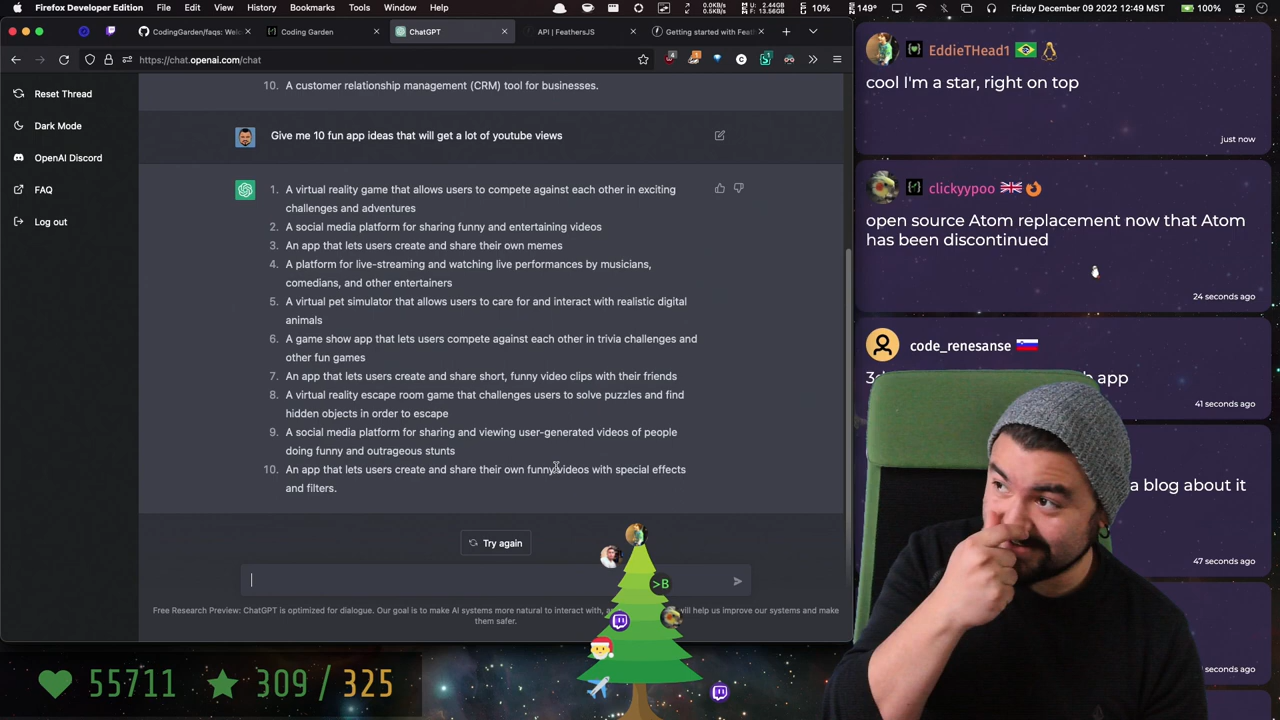 Firefox Developer Edition File Edit View History Bookmarks Tools Window Help
0.0KB/s
0.0KB/s
U: 2.44GB
F: 13.56GB
10% 149° 100% Friday December 09 2022 12:49 MST
CodingGarden/faqs: Wel
Coding Garden
ChatGPT
API | FeathersJS
Getting started with Feat
https://chat.openai.com/chat
4
Reset Thread
Dark Mode
OpenAI Discord
FAQ
Log out
10. A customer relationship management (CRM) tool for businesses.
Give me 10 fun app ideas that will get a lot of youtube views
1. A virtual reality game that allows users to compete against each other in exciting
challenges and adventures
2. A social media platform for sharing funny and entertaining videos
3. An app that lets users create and share their own memes
4. A platform for live-streaming and watching live performances by musicians,
comedians, and other entertainers
5. A virtual pet simulator that allows users to care for and interact with realistic digital
animals
6. A game show app that lets users compete against each other in trivia challenges and
other fun games
7. An app that lets users create and share short, funny video clips with their friends
8. A virtual reality escape room game that challenges users to solve puzzles and find
hidden objects in order to escape
9. A social media platform for sharing and viewing user-generated videos of people
doing funny and outrageous stunts
10. An app that lets users create and share their own funny videos with special effects
and filters.
Try again
Free Research Preview: ChatGPT is optimized for dialogue. Our goal is to make AI systems more natural to interact with, will help us improve our systems and make
them safer.
>B
55711 309 / 325
EddieTHead1
cool I'm a star, right on top
just now
clickyypoo
open source Atom replacement now that Atom
has been discontinued
24 seconds ago
code_renesanse
app
41 seconds ago
a blog about it
47 seconds ago
seconds ago